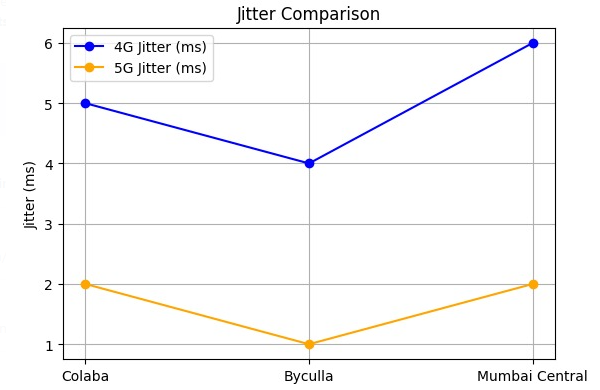 Jitter Comparison
4G Jitter (ms)
5G Jitter (ms)
Jitter (ms)
6
5
4
3
2
1
Colaba Byculla Mumbai Central